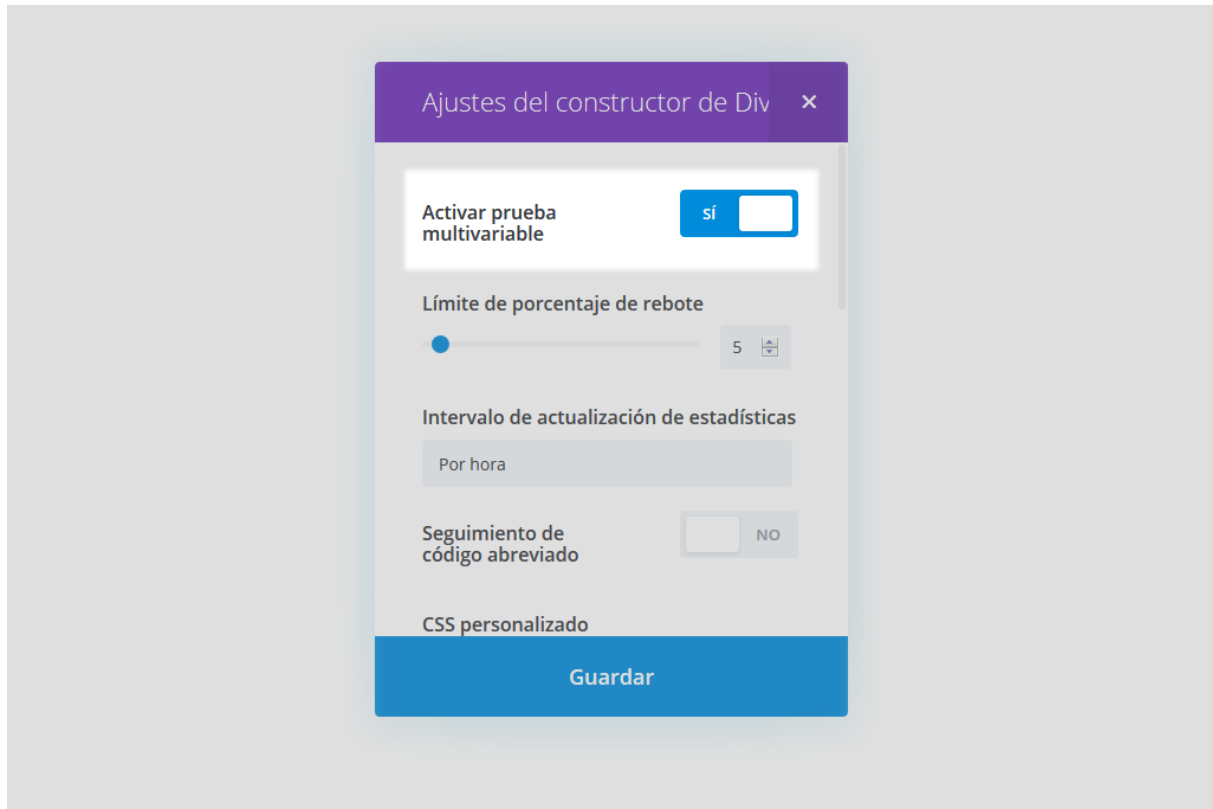 Ajustes del constructor de Div
Activar prueba
multivariable
SÍ
Límite de porcentaje de rebote
5
Intervalo de actualización de estadísticas
Por hora
Seguimiento de
código abreviado
NO
CSS personalizado
Guardar